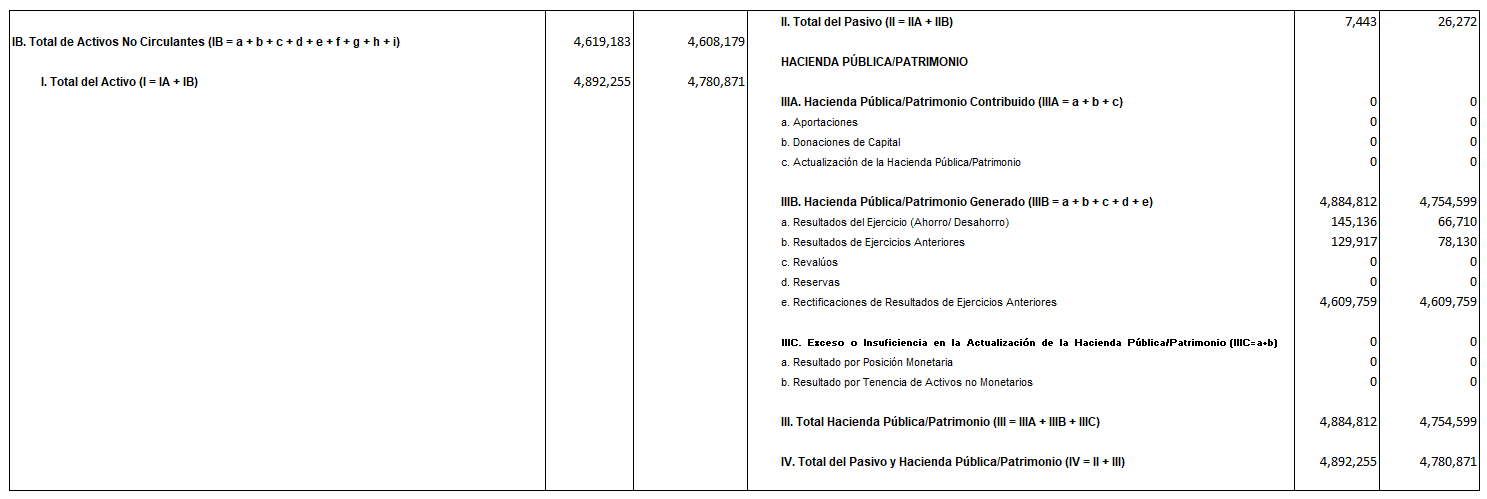 IB. Total de Activos No Circulantes (IB = a + b + c + d + e + f + g + h + i) 4,619,183 4,608,179
I. Total del Activo (I = IA + IB) 4,892,255 4,780,871
II. Total del Pasivo (II = IIA + IIB) 7,443 26,272
HACIENDA PÚBLICA/PATRIMONIO
IIIA. Hacienda Pública/Patrimonio Contribuido (IIIA = a + b + c) 0 0
a. Aportaciones 0 0
b. Donaciones de Capital 0 0
c. Actualización de la Hacienda Pública/Patrimonio 0 0
IIIB. Hacienda Pública/Patrimonio Generado (IIIB = a + b + c + d + e) 4,884,812 4,754,599
a. Resultados del Ejercicio (Ahorro/ Desahorro) 145,136 66,710
b. Resultados de Ejercicios Anteriores 129,917 78,130
c. Revalúos 0 0
d. Reservas 0 0
e. Rectificaciones de Resultados de Ejercicios Anteriores 4,609,759 4,609,759
IIIC. Exceso o Insuficiencia en la Actualización de la Hacienda Pública/Patrimonio (IIIC=a+b) 0 0
a. Resultado por Posición Monetaria 0 0
b. Resultado por Tenencia de Activos no Monetarios 0 0
III. Total Hacienda Pública/Patrimonio (III = IIIA + IIIB + IIIC) 4,884,812 4,754,599
IV. Total del Pasivo y Hacienda Pública/Patrimonio (IV = II + III) 4,892,255 4,780,871